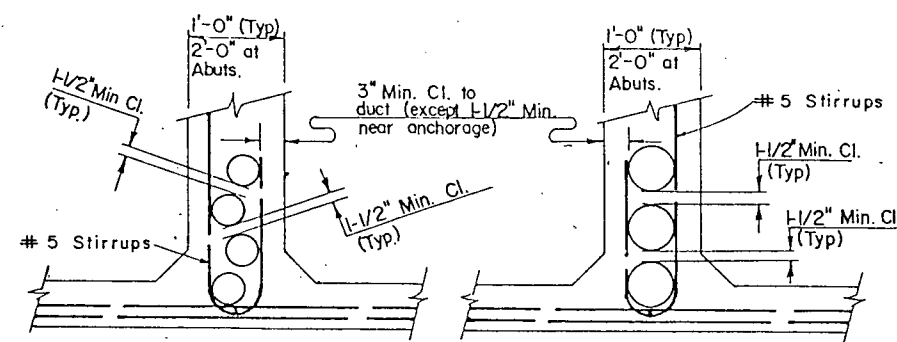 1'-0" (Typ)
2'-0" at
Abuts.
1-1/2" Min Cl.
(Typ.)
3" Min. Cl. to
duct (except 1-1/2" Min.
near anchorage)
1-1/2" Min. Cl.
(Typ.)
# 5 Stirrups
1'-0" (Typ)
2'-0" at
Abuts.
# 5 Stirrups
1-1/2" Min. Cl.
(Typ)
1-1/2" Min. Cl
(Typ)